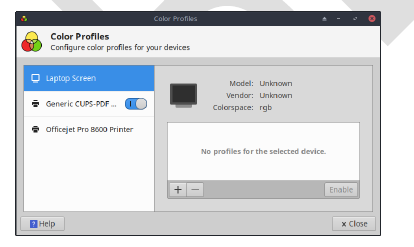 Color Profiles
Color Profiles
Configure color profiles for your devices
Laptop Screen
Generic CUPS-PDF ...
Officejet Pro 8600 Printer
Model: Unknown
Vendor: Unknown
Colorspace: rgb
No profiles for the selected device.
+ − Enable
? Help
x Close